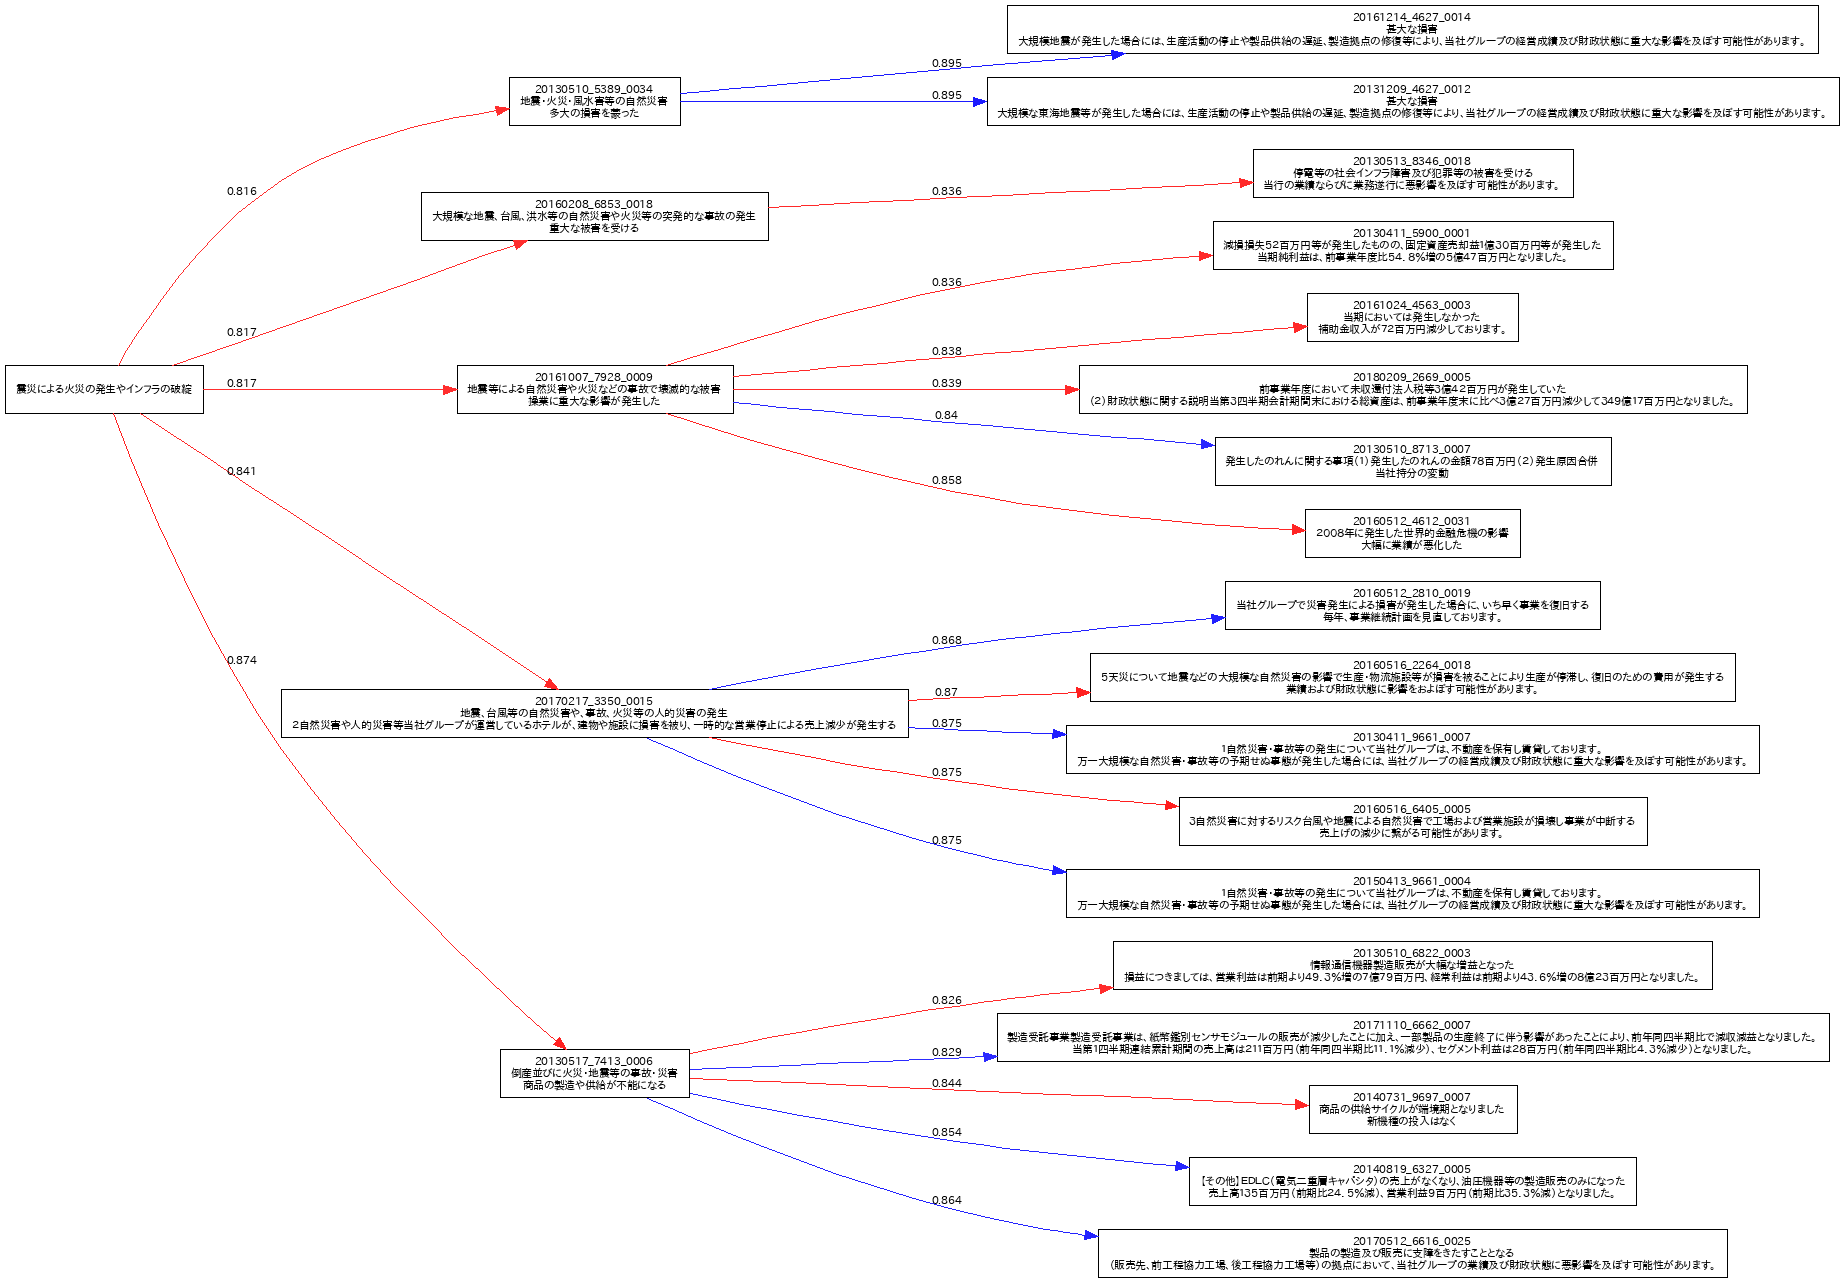 震災による火災の発生やインフラの破綻
0.816
0.817
0.817
0.841
0.874
20130510_5389_0034
地震・火災・風水害等の自然災害
多大の損害を蒙った
20160208_6853_0018
大規模な地震、台風、洪水等の自然災害や火災等の突発的な事故の発生
重大な被害を受ける
20161007_7928_0009
地震等による自然災害や火災などの事故で壊滅的な被害
操業に重大な影響が発生した
20170217_3350_0015
地震、台風等の自然災害や、事故、火災等の人的災害の発生
2自然災害や人的災害等当社グループが運営しているホテルが、建物や施設に損害を被り、一時的な営業停止による売上減少が発生する
20130517_7413_0006
倒産並びに火災・地震等の事故・災害
商品の製造や供給が不能になる
0.895
0.895
0.836
0.836
0.838
0.839
0.84
0.858
0.868
0.87
0.875
0.875
0.875
0.826
0.829
0.844
0.854
0.864
20161214_4627_0014
甚大な損害
大規模地震が発生した場合には、生産活動の停止や製品供給の遅延、製造拠点の修復等により、当社グループの経営成績及び財政状態に重大な影響を及ぼす可能性があります。
20131209_4627_0012
甚大な損害
大規模な東海地震等が発生した場合には、生産活動の停止や製品供給の遅延、製造拠点の修復等により、当社グループの経営成績及び財政状態に重大な影響を及ぼす可能性があります。
20130513_8346_0018
停電等の社会インフラ障害及び犯罪等の被害を受ける
当行の業績ならびに業務遂行に悪影響を及ぼす可能性があります。
20130411_5900_0001
減損損失52百万円等が発生したものの、固定資産売却益1億30百万円等が発生した
当期純利益は、前事業年度比54.8%増の5億47百万円となりました。
20161024_4563_0003
当期においては発生しなかった
補助金収入が72百万円減少しております。
20180209_2669_0005
前事業年度において未収還付法人税等3億42百万円が発生していた
(2)財政状態に関する説明当第3四半期会計期間末における総資産は、前事業年度末に比べ3億27百万円減少して349億17百万円となりました。
20130510_8713_0007
発生したのれんに関する事項(1)発生したのれんの金額78百万円(2)発生原因合併
当社持分の変動
20160512_4612_0031
2008年に発生した世界的金融危機の影響
大幅に業績が悪化した
20160512_2810_0019
当社グループで災害発生による損害が発生した場合に、いち早く事業を復旧する
毎年、事業継続計画を見直しております。
20160516_2264_0018
5天災について地震などの大規模な自然災害の影響で生産・物流施設等が損害を被ることにより生産が停滞し、復旧のための費用が発生する
業績および財政状態に影響をおよぼす可能性があります。
20130411_9661_0007
1自然災害・事故等の発生について当社グループは、不動産を保有し賃貸しております。
万一大規模な自然災害・事故等の予期せぬ事態が発生した場合には、当社グループの経営成績及び財政状態に重大な影響を及ぼす可能性があります。
20160516_6405_0005
3自然災害に対するリスク台風や地震による自然災害で工場および営業施設が損壊し事業が中断する
売上げの減少に繋がる可能性があります。
20150413_9661_0004
1自然災害・事故等の発生について当社グループは、不動産を保有し賃貸しております。
万一大規模な自然災害・事故等の予期せぬ事態が発生した場合には、当社グループの経営成績及び財政状態に重大な影響を及ぼす可能性があります。
20130510_6822_0003
情報通信機器製造販売が大幅な増益となった
損益につきましては、営業利益は前期より49.3%増の7億79百万円、経常利益は前期より43.6%増の8億23百万円となりました。
20171110_6662_0007
製造受託事業製造受託事業は、紙幣鑑別センサモジュールの販売が減少したことに加え、一部製品の生産終了に伴う影響があったことにより、前年同四半期比で減収減益となりました。
当第1四半期連結累計期間の売上高は211百万円(前年同四半期比11.1%減少)、セグメント利益は28百万円(前年同四半期比4.3%減少)となりました。
20140731_9697_0007
商品の供給サイクルが端境期となりました
新機種の投入はなく
20140819_6327_0005
【その他】EDLC(電気二重層キャパシタ)の売上がなくなり、油圧機器等の製造販売のみになった
売上高135百万円(前期比24.5%減)、営業利益9百万円(前期比35.3%減)となりました。
20170512_6616_0025
製品の製造及び販売に支障をきたすこととなる
(販売先、前工程協力工場、後工程協力工場等)の拠点において、当社グループの業績及び財政状態に悪影響を及ぼす可能性があります。